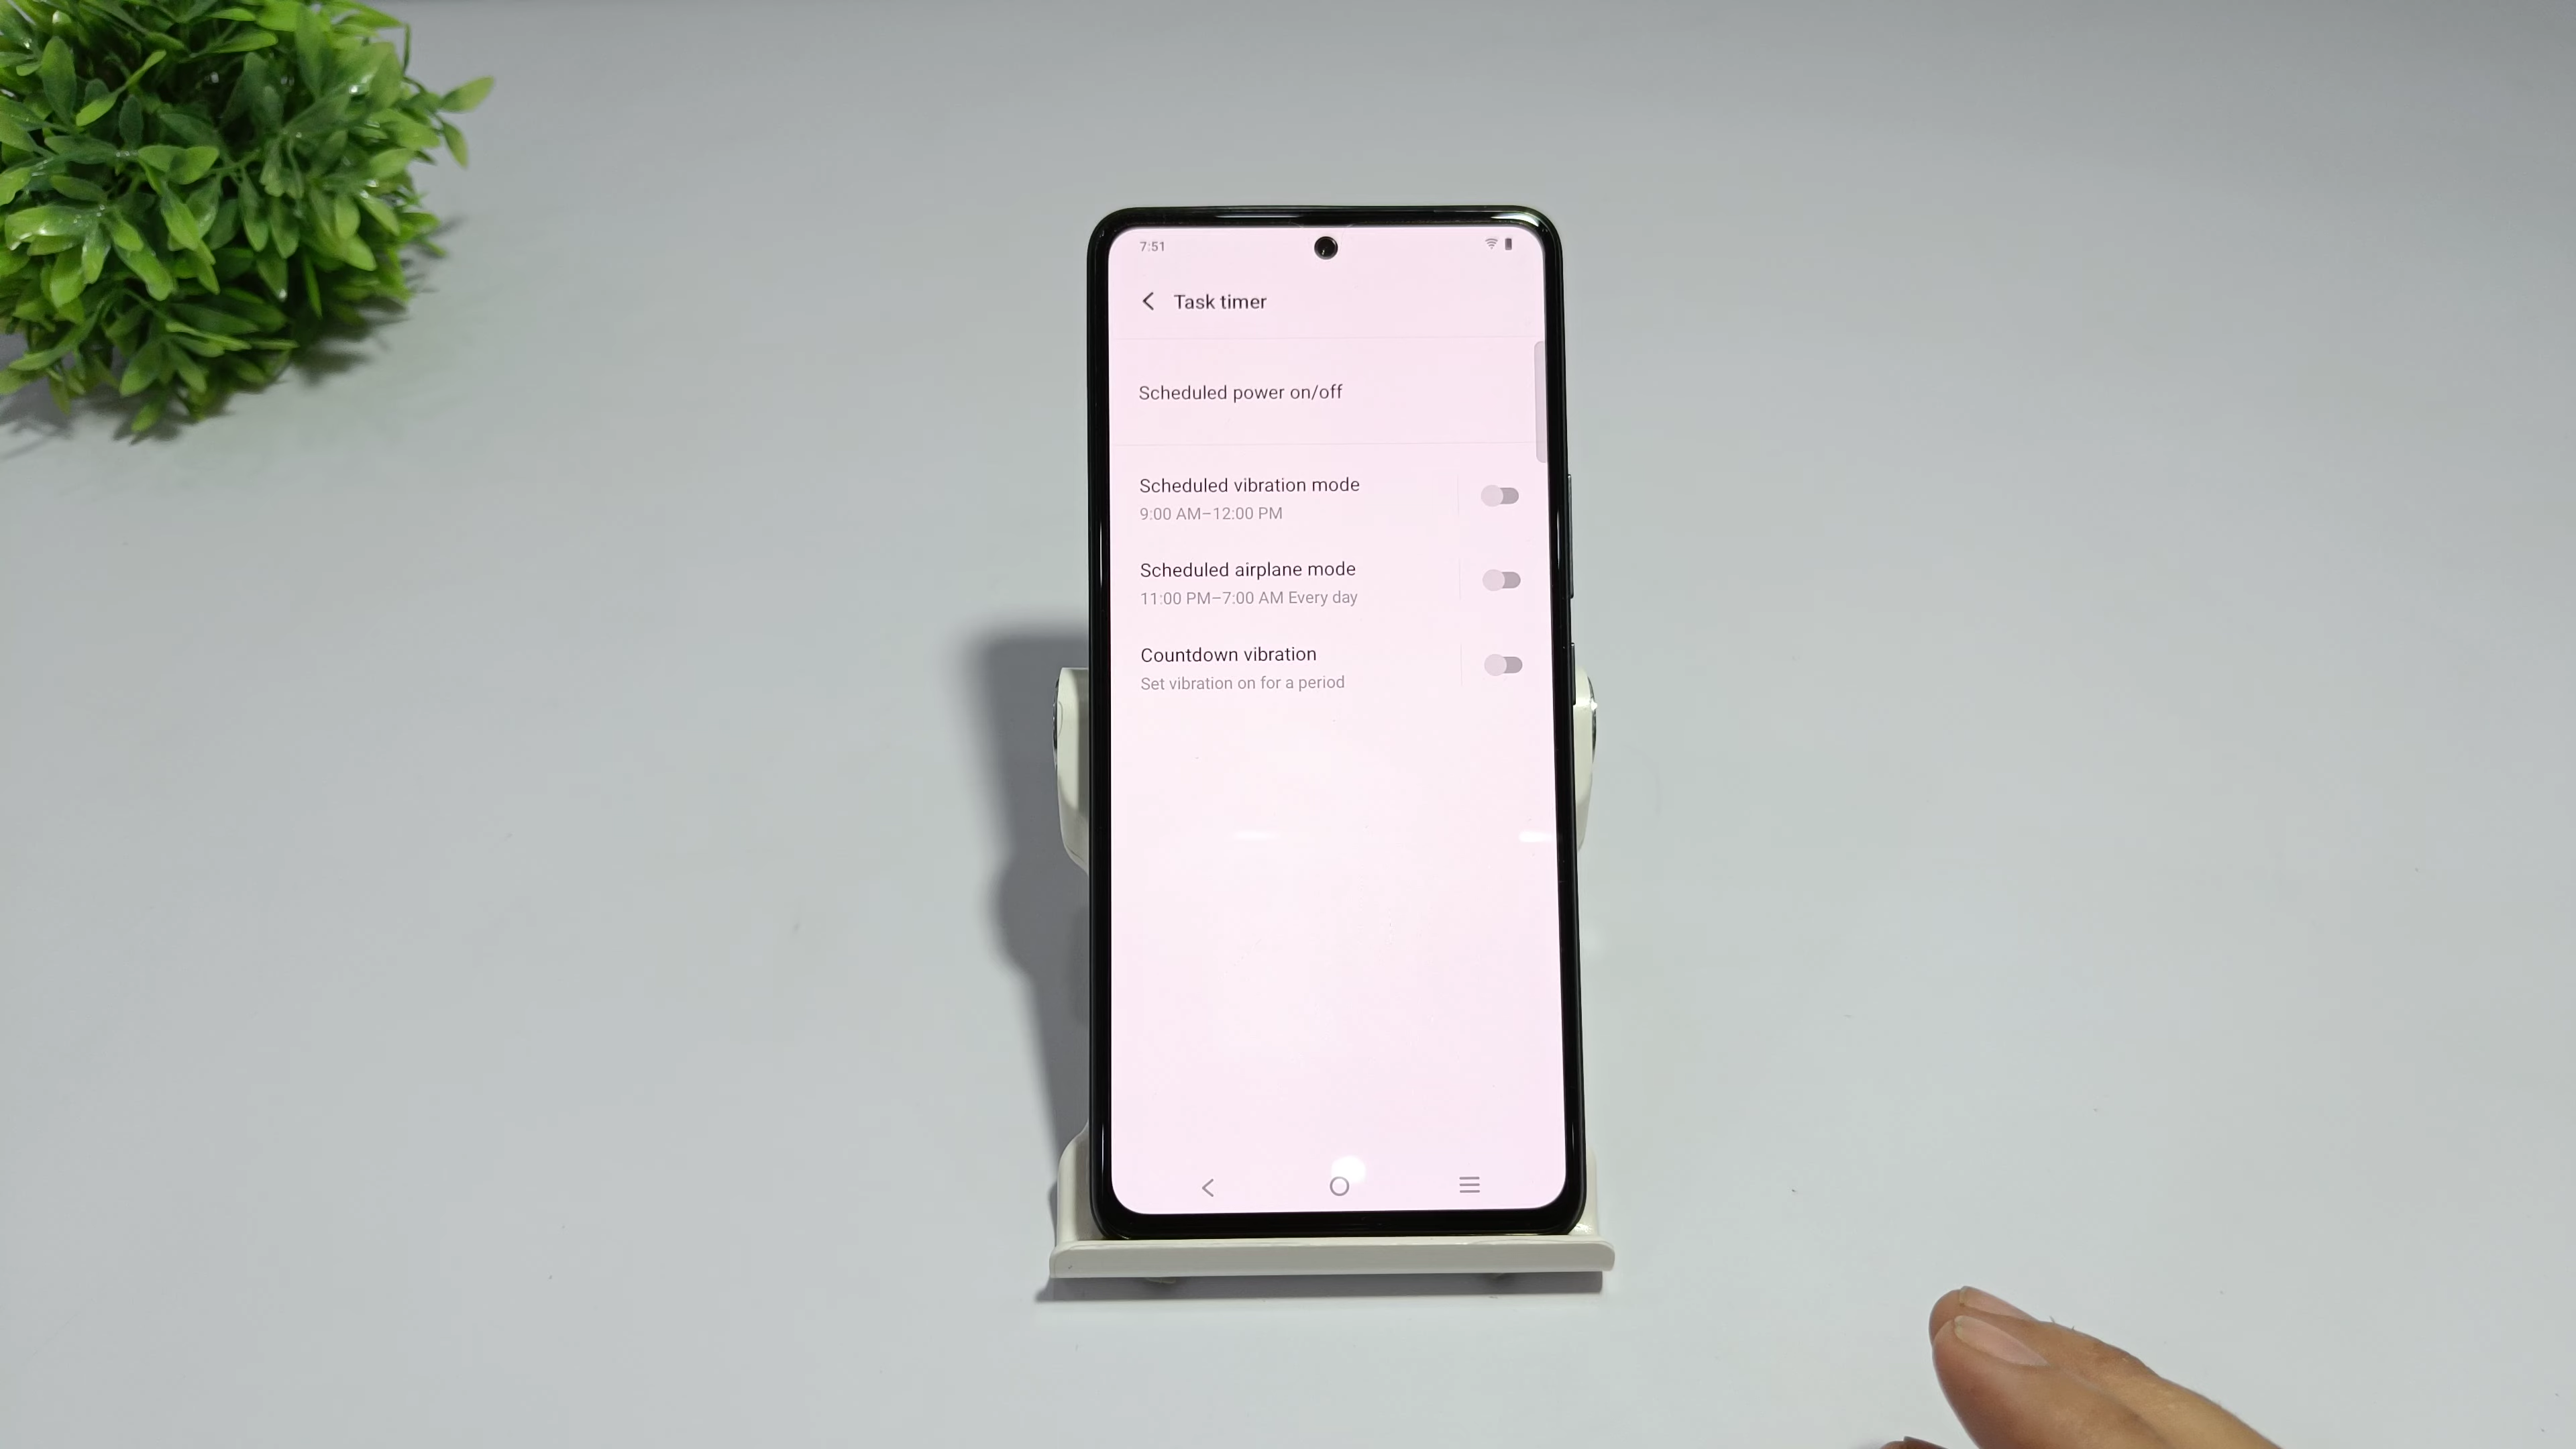 7:51
Task timer
Scheduled power on/off
Scheduled vibration mode
9:00 AM–12:00 PM
Scheduled airplane mode
11:00 PM–7:00 AM Every day
Countdown vibration
Set vibration on for a period